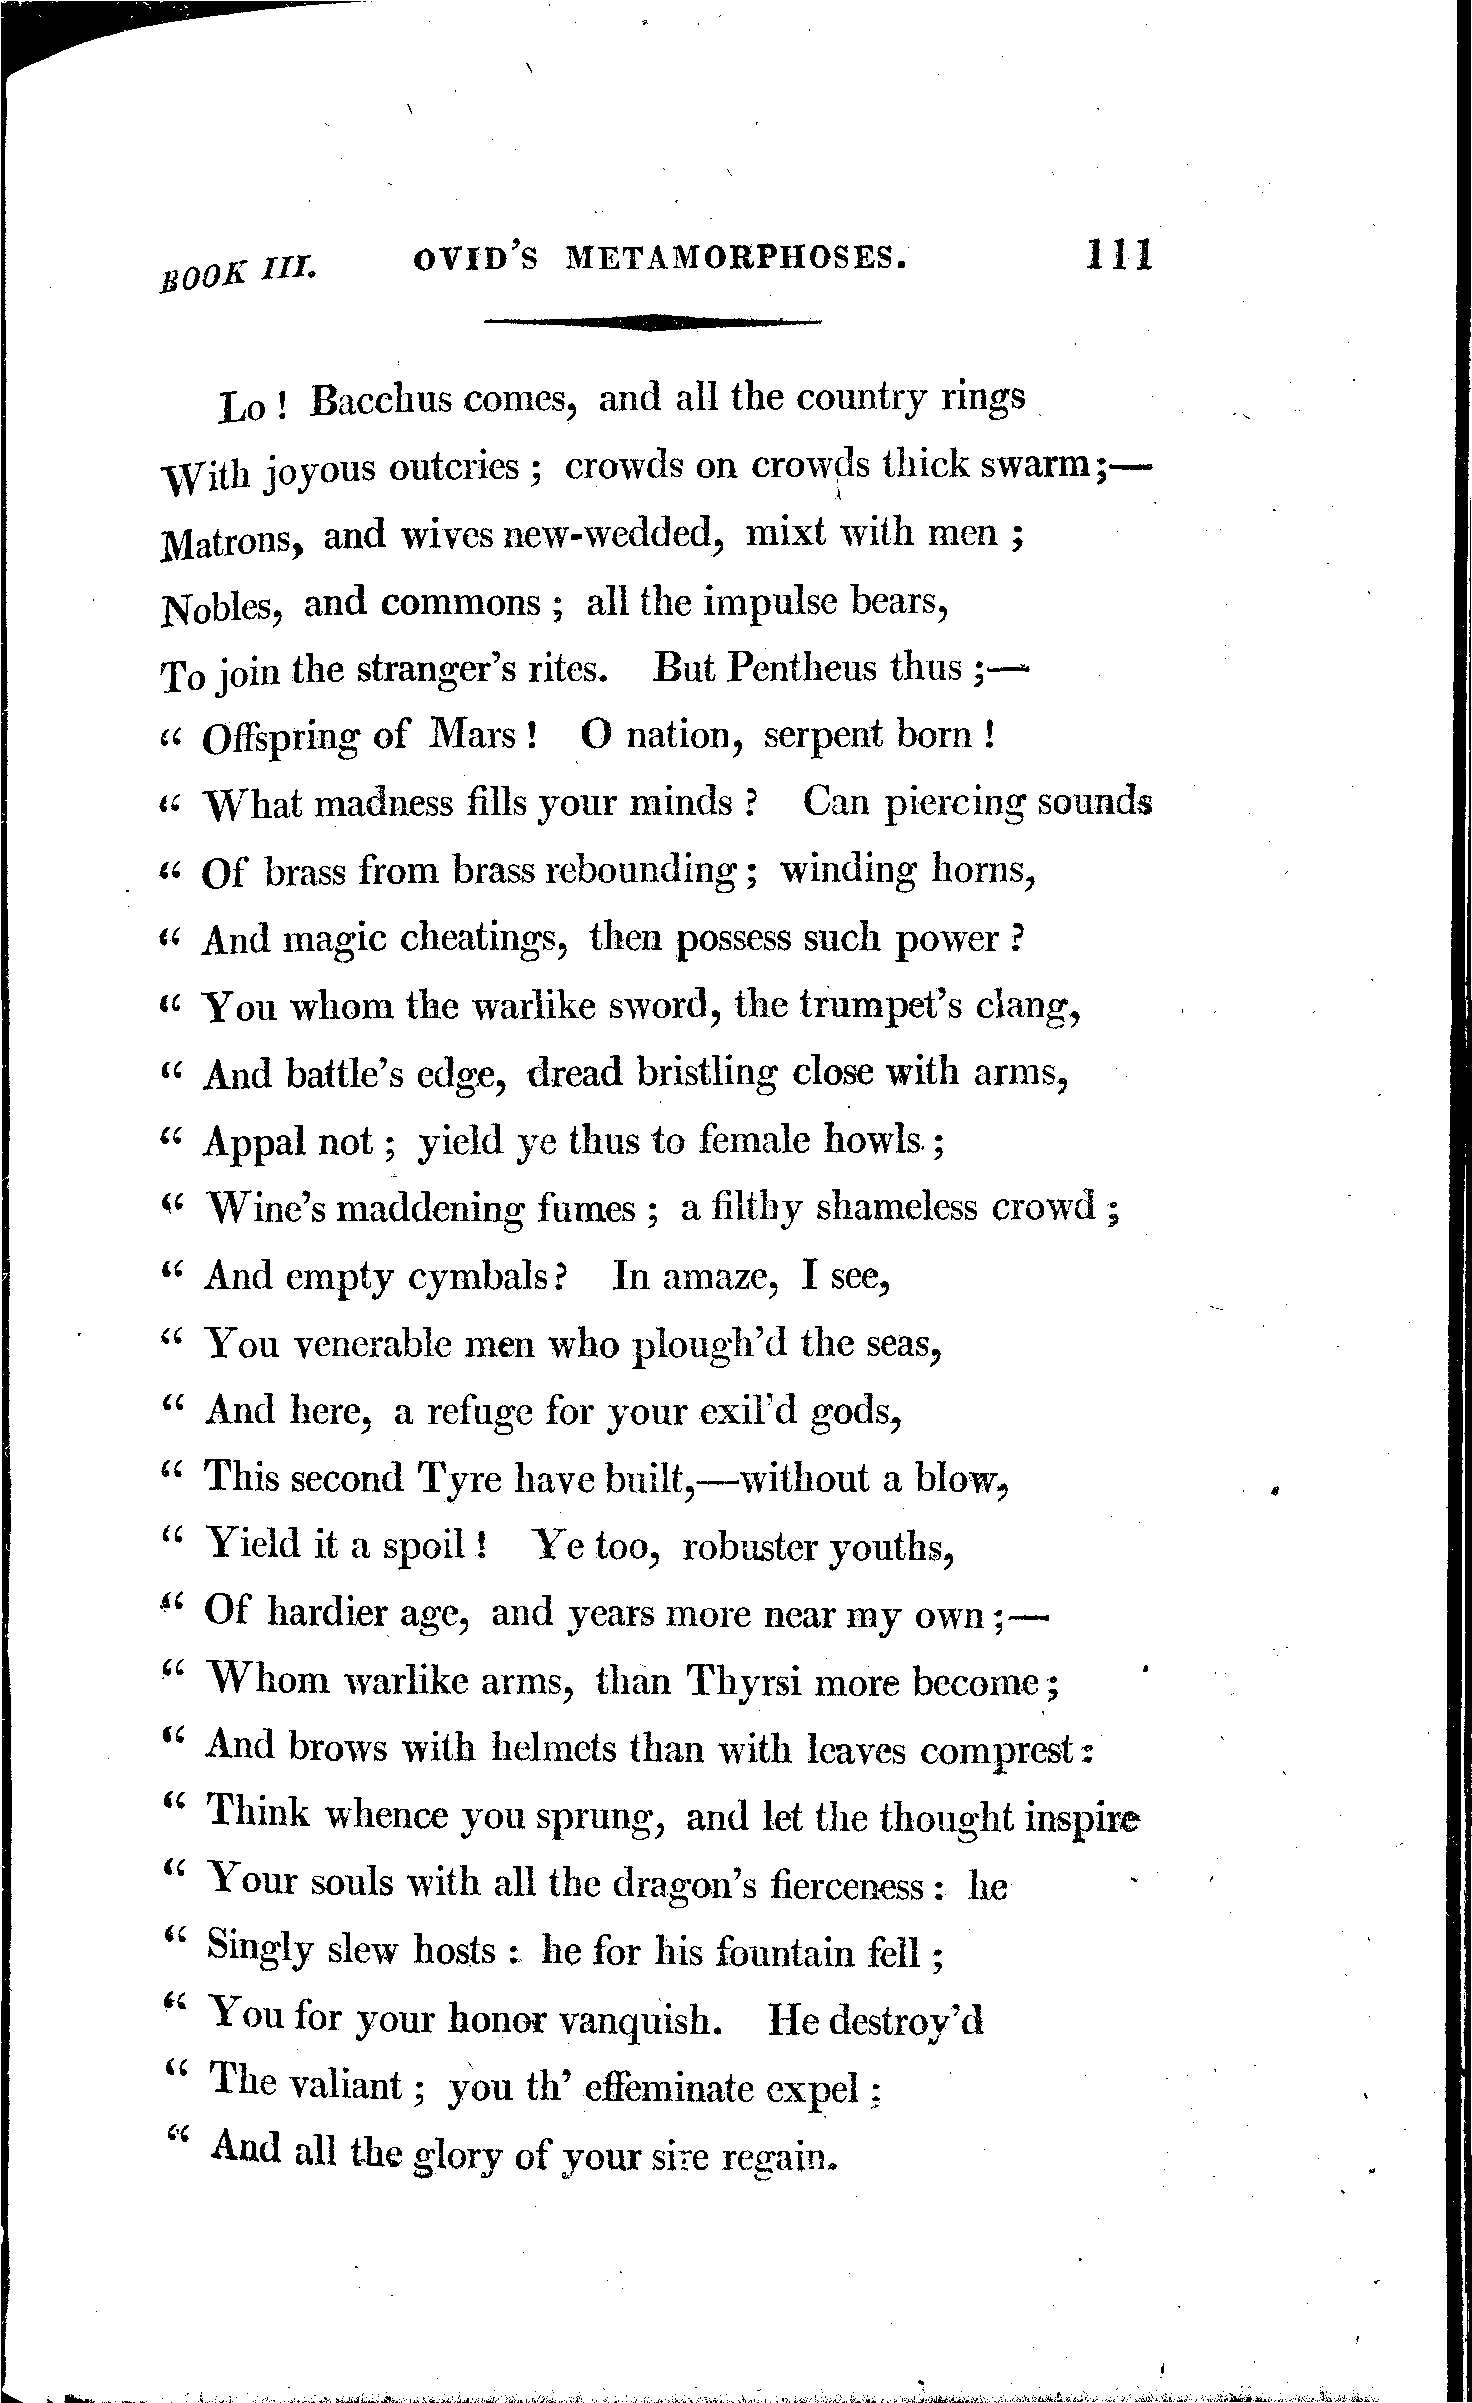 BOOK III. OVID'S METAMORPHOSES. 111
Lo ! Bacchus comes, and all the country rings
With joyous outcries ; crowds on crowds thick swarm;—
Matrons, and wives new-wedded, mixt with men ;
Nobles, and commons ; all the impulse bears,
To join the stranger's rites. But Pentheus thus ;—
“ Offspring of Mars ! O nation, serpent born !
“ What madness fills your minds ? Can piercing sounds
“ Of brass from brass rebounding ; winding horns,
“ And magic cheatings, then possess such power ?
“ You whom the warlike sword, the trumpet's clang,
“ And battle's edge, dread bristling close with arms,
“ Appal not ; yield ye thus to female howls ;
“ Wine's maddening fumes ; a filthy shameless crowd ;
“ And empty cymbals ? In amaze, I see,
“ You venerable men who plough'd the seas,
“ And here, a refuge for your exil'd gods,
“ This second Tyre have built,—without a blow,
“ Yield it a spoil ! Ye too, robuster youths,
“ Of hardier age, and years more near my own ;—
“ Whom warlike arms, than Thyrsi more become ;
“ And brows with helmets than with leaves comprest :
“ Think whence you sprung, and let the thought inspire
“ Your souls with all the dragon's fierceness : he
“ Singly slew hosts : he for his fountain fell ;
“ You for your honor vanquish. He destroy'd
“ The valiant ; you th' effeminate expel ;
“ And all the glory of your sire regain.